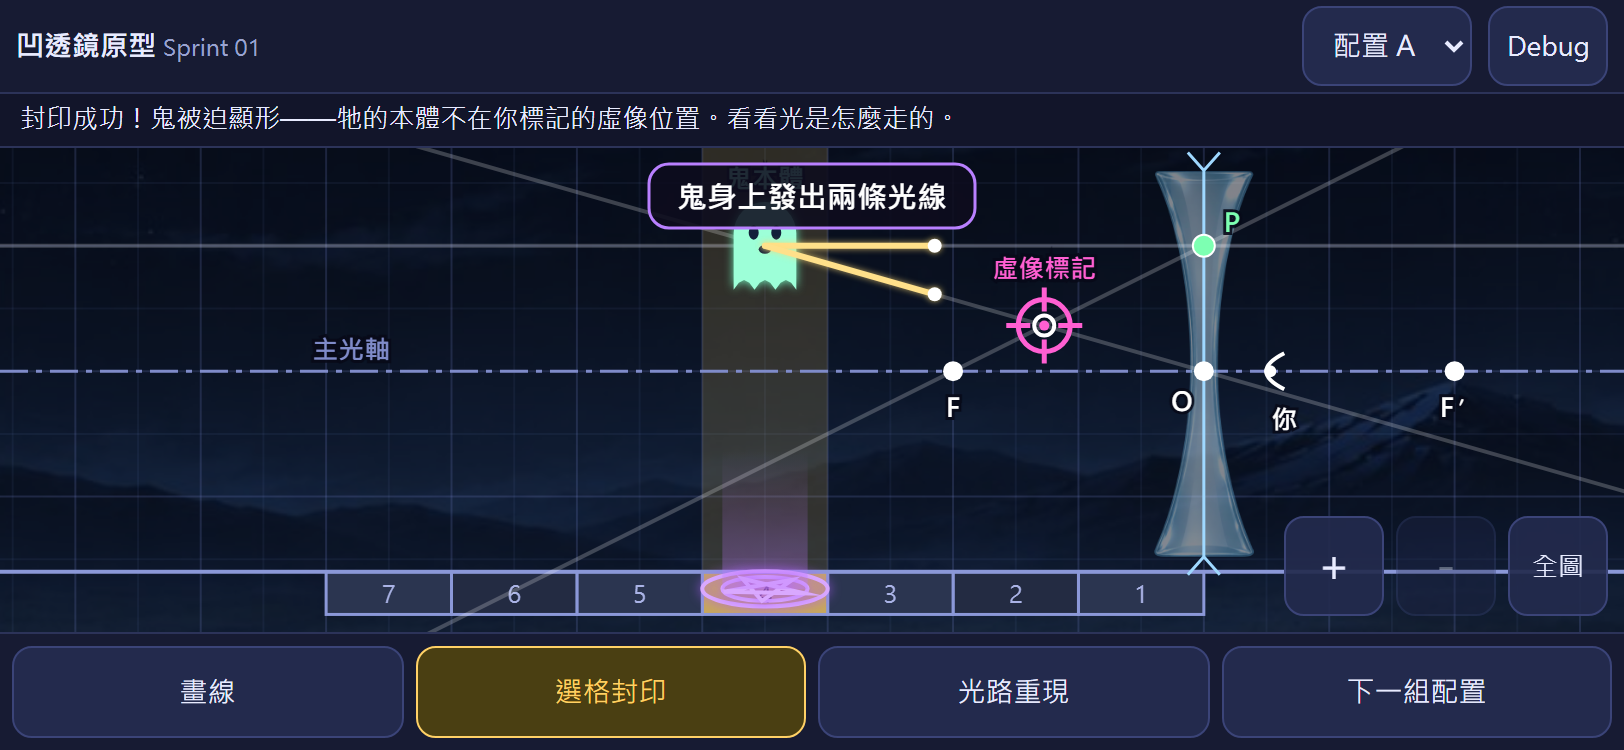 凹透鏡原型 Sprint 01
配置 A
Debug
封印成功！鬼被迫顯形——牠的本體不在你標記的虛像位置。看看光是怎麼走的。
鬼本體
鬼身上發出兩條光線
P
虛像標記
主光軸
F
O
你
F′
+
-
全圖
7
6
5
3
2
1
畫線
選格封印
光路重現
下一組配置